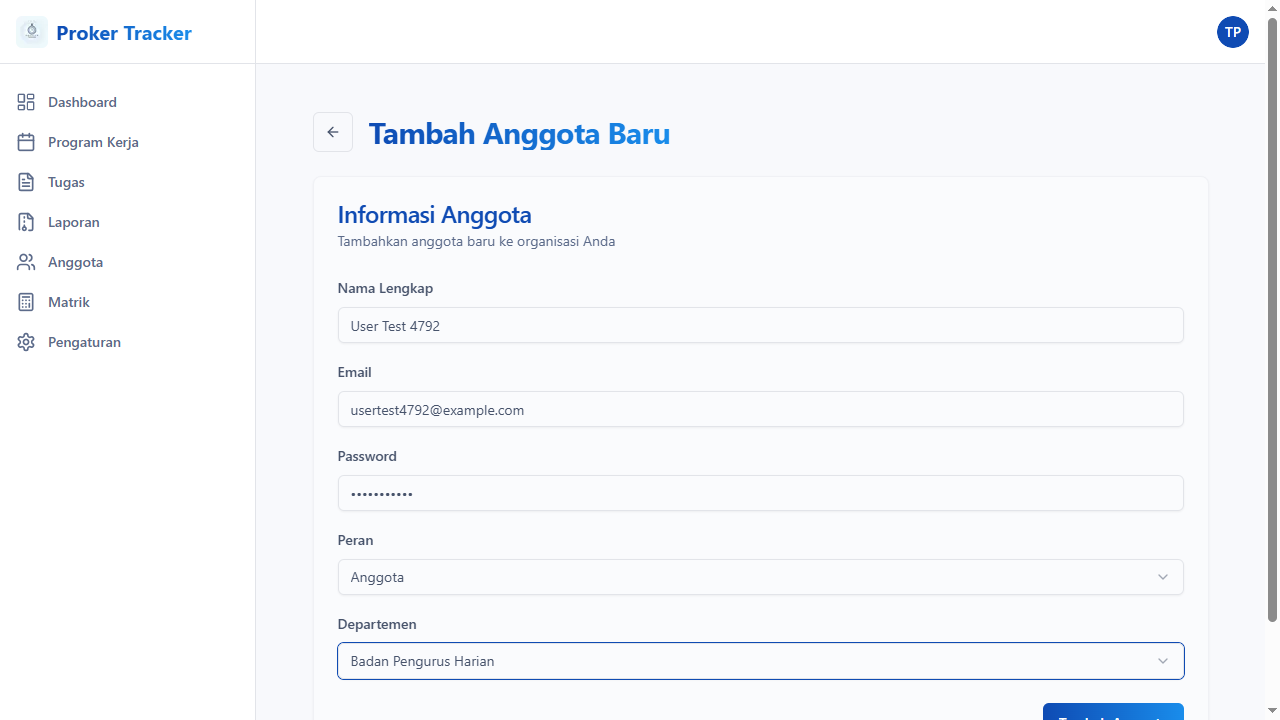 Proker Tracker
TP
Dashboard
Program Kerja
Tugas
Laporan
Anggota
Matrik
Pengaturan
Tambah Anggota Baru
Informasi Anggota
Tambahkan anggota baru ke organisasi Anda
Nama Lengkap
User Test 4792
Email
usertest4792@example.com
Password
•••••••••••
Peran
Anggota
Departemen
Badan Pengurus Harian
Tambah Anggota